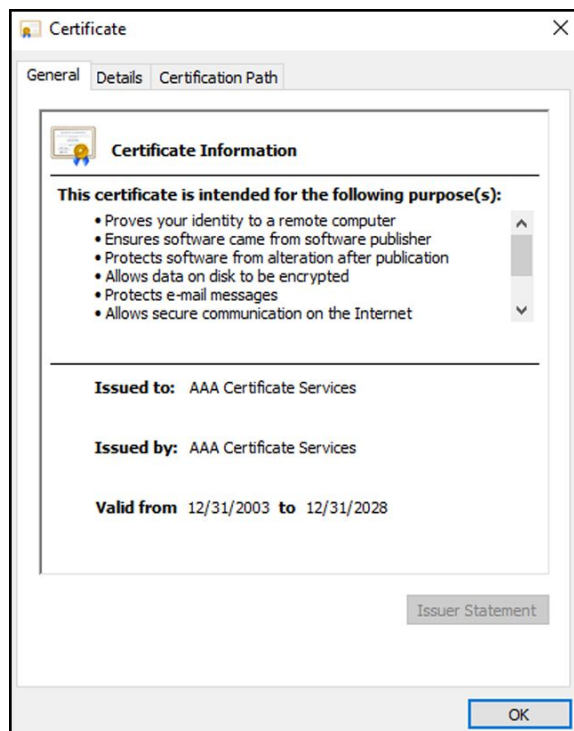 Certificate
General Details Certification Path
Certificate Information
This certificate is intended for the following purpose(s):
• Proves your identity to a remote computer
• Ensures software came from software publisher
• Protects software from alteration after publication
• Allows data on disk to be encrypted
• Protects e-mail messages
• Allows secure communication on the Internet
Issued to: AAA Certificate Services
Issued by: AAA Certificate Services
Valid from 12/31/2003 to 12/31/2028
Issuer Statement
OK